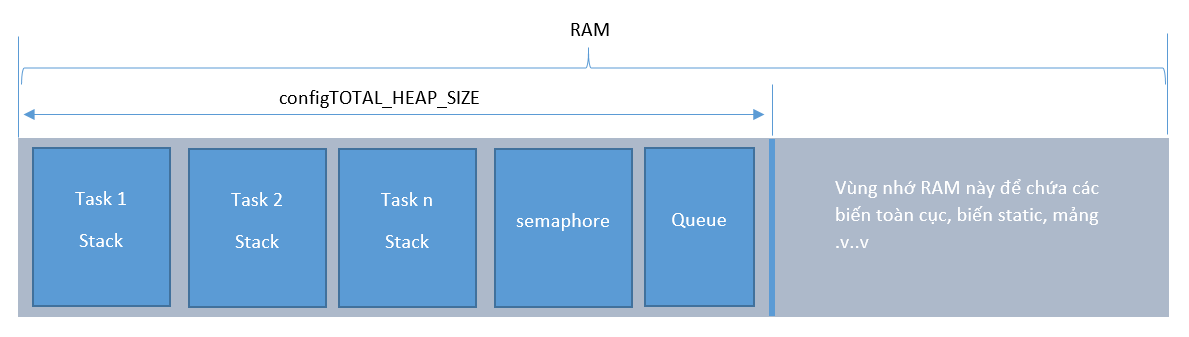 RAM
configTOTAL_HEAP_SIZE
Task 1
Stack
Task 2
Stack
Task n
Stack
semaphore
Queue
Vùng nhớ RAM này để chứa các
biến toàn cục, biến static, mảng
.v..v